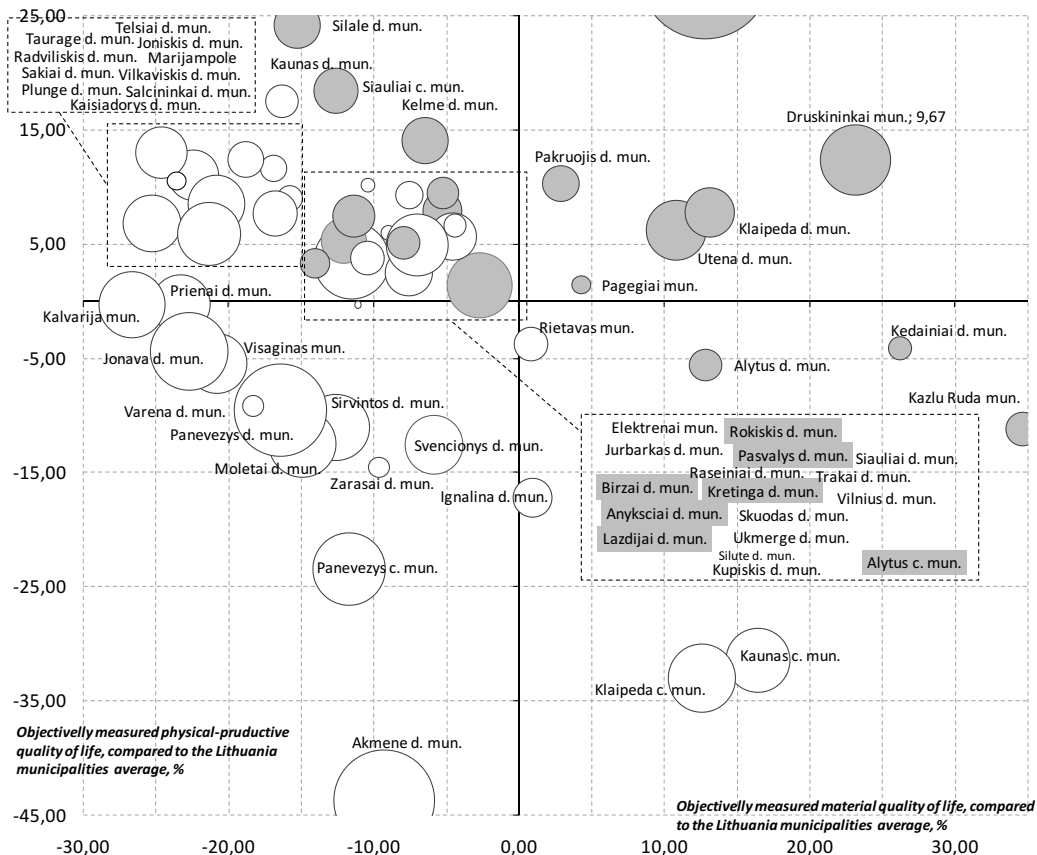 25,00
Telsiai d. mun.
Silale d. mun.
Taurage d. mun.
Joniskis d. mun.
Radviliskis d. mun.
Marijampole
Kaunas d. mun.
Sakiai d. mun.
Vilkaviskis d. mun.
Plunge d. mun.
Salcininkai d. mun.
Siauliai c. mun.
Kaisiadorys d. mun.
Kelme d. mun.
15,00
Druskininkai mun.; 9,67
Pakruojis d. mun.
5,00
Klaipeda d. mun.
Utena d. mun.
Prienai d. mun.
Pagegiai mun.
Kalvarija mun.
Rietavas mun.
Kedainiai d. mun.
-5,00
Jonava d. mun.
Visaginas mun.
Alytus d. mun.
Kazlu Ruda mun.
Varena d. mun.
Sirvintos d. mun.
Panevezys d. mun.
Svencionys d. mun.
Elektrenai mun.
Rokiskis d. mun.
Jurbarkas d. mun.
Pasvalys d. mun.
Siauliai d. mun.
-15,00
Moletai d. mun.
Zarasai d. mun.
Raseiniai d. mun.
Trakai d. mun.
Ignalina d. mun.
Birzai d. mun.
Kretinga d. mun.
Vilnius d. mun.
Anyksciai d. mun.
Skuodas d. mun.
Lazdijai d. mun.
Ukmerge d. mun.
Silute d. mun.
Kupiskis d. mun.
Alytus c. mun.
Panevezys c. mun.
-25,00
Kaunas c. mun.
Klaipeda c. mun.
-35,00
Objectivelly measured physical-pruductive
quality of life, compared to the Lithuania
municipalities average, %
Akmene d. mun.
Objectivelly measured material quality of life, compared
to the Lithuania municipalities average, %
-45,00
-30,00
-20,00
-10,00
0,00
10,00
20,00
30,00